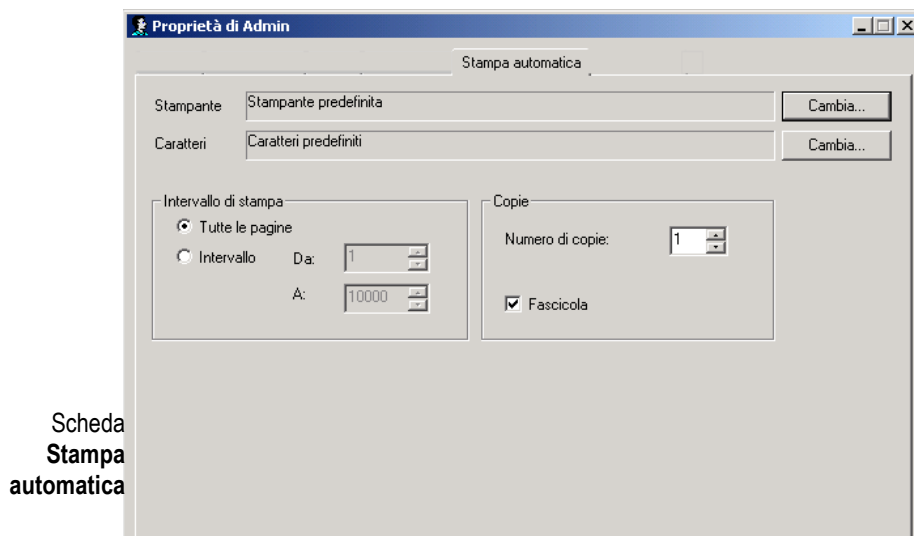 Proprietà di Admin
Stampa automatica
Stampante
Stampante predefinita
Cambia...
Caratteri
Caratteri predefiniti
Cambia...
Intervallo di stampa
Tutte le pagine
Intervallo
Da:
1
A:
10000
Copie
Numero di copie:
1
Fascicola
Scheda
Stampa
automatica